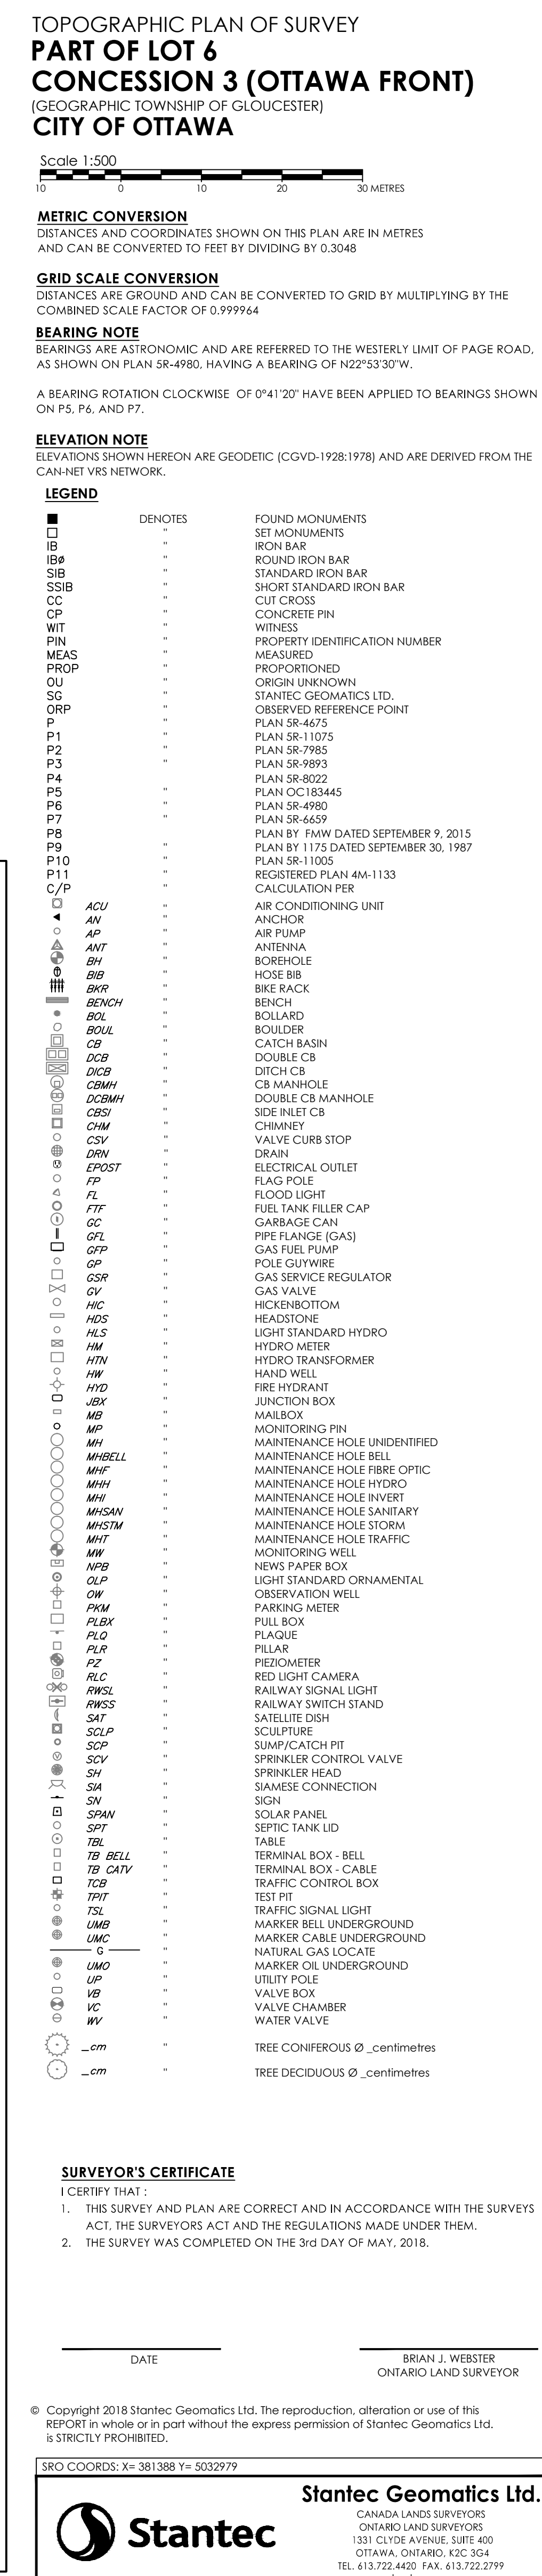 TOPOGRAPHIC PLAN OF SURVEY
PART OF LOT 6
CONCESSION 3 (OTTAWA FRONT)
(GEOGRAPHIC TOWNSHIP OF GLOUCESTER)
CITY OF OTTAWA
Scale 1:500
10 0 10 20 30 METRES
METRIC CONVERSION
DISTANCES AND COORDINATES SHOWN ON THIS PLAN ARE IN METRES
AND CAN BE CONVERTED TO FEET BY DIVIDING BY 0.3048
GRID SCALE CONVERSION
DISTANCES ARE GROUND AND CAN BE CONVERTED TO GRID BY MULTIPLYING BY THE
COMBINED SCALE FACTOR OF 0.999964
BEARING NOTE
BEARINGS ARE ASTRONOMIC AND ARE REFERRED TO THE WESTERLY LIMIT OF PAGE ROAD,
AS SHOWN ON PLAN 5R-4980, HAVING A BEARING OF N22°53'30"W.
A BEARING ROTATION CLOCKWISE OF 0°41'20" HAVE BEEN APPLIED TO BEARINGS SHOWN
ON P5, P6, AND P7.
ELEVATION NOTE
ELEVATIONS SHOWN HEREON ARE GEODETIC (CGVD-1928:1978) AND ARE DERIVED FROM THE
CAN-NET VRS NETWORK.
LEGEND
DENOTES FOUND MONUMENTS
" SET MONUMENTS
IB " IRON BAR
IBø " ROUND IRON BAR
SIB " STANDARD IRON BAR
SSIB " SHORT STANDARD IRON BAR
CC " CUT CROSS
CP " CONCRETE PIN
WIT " WITNESS
PIN " PROPERTY IDENTIFICATION NUMBER
MEAS " MEASURED
PROP " PROPORTIONED
OU " ORIGIN UNKNOWN
SG " STANTEC GEOMATICS LTD.
ORP " OBSERVED REFERENCE POINT
P " PLAN 5R-4675
P1 " PLAN 5R-11075
P2 " PLAN 5R-7985
P3 " PLAN 5R-9893
P4 PLAN 5R-8022
P5 " PLAN OC183445
P6 " PLAN 5R-4980
P7 " PLAN 5R-6659
P8 PLAN BY FMW DATED SEPTEMBER 9, 2015
P9 " PLAN BY 1175 DATED SEPTEMBER 30, 1987
P10 " PLAN 5R-11005
P11 " REGISTERED PLAN 4M-1133
C/P " CALCULATION PER
ACU " AIR CONDITIONING UNIT
AN " ANCHOR
AP " AIR PUMP
ANT " ANTENNA
BH " BOREHOLE
BIB " HOSE BIB
BKR " BIKE RACK
BENCH " BENCH
BOL " BOLLARD
BOUL " BOULDER
CB " CATCH BASIN
DCB " DOUBLE CB
DICB " DITCH CB
CBMH " CB MANHOLE
DCBMH " DOUBLE CB MANHOLE
CBSI " SIDE INLET CB
CHM " CHIMNEY
CSV " VALVE CURB STOP
DRN " DRAIN
EPOST " ELECTRICAL OUTLET
FP " FLAG POLE
FL " FLOOD LIGHT
FTF " FUEL TANK FILLER CAP
GC " GARBAGE CAN
GFL " PIPE FLANGE (GAS)
GFP " GAS FUEL PUMP
GP " POLE GUYWIRE
GSR " GAS SERVICE REGULATOR
GV " GAS VALVE
HIC " HICKENBOTTOM
HDS " HEADSTONE
HLS " LIGHT STANDARD HYDRO
HM " HYDRO METER
HTN " HYDRO TRANSFORMER
HW " HAND WELL
HYD " FIRE HYDRANT
JBX " JUNCTION BOX
MB " MAILBOX
MP " MONITORING PIN
MH " MAINTENANCE HOLE UNIDENTIFIED
MHBELL " MAINTENANCE HOLE BELL
MHF " MAINTENANCE HOLE FIBRE OPTIC
MHH " MAINTENANCE HOLE HYDRO
MHI " MAINTENANCE HOLE INVERT
MHSAN " MAINTENANCE HOLE SANITARY
MHSTM " MAINTENANCE HOLE STORM
MHT " MAINTENANCE HOLE TRAFFIC
MW " MONITORING WELL
NPB " NEWS PAPER BOX
OLP " LIGHT STANDARD ORNAMENTAL
OW " OBSERVATION WELL
PKM " PARKING METER
PLBX " PULL BOX
PLQ " PLAQUE
PLR " PILLAR
PZ " PIEZIOMETER
RLC " RED LIGHT CAMERA
RWSL " RAILWAY SIGNAL LIGHT
RWSS " RAILWAY SWITCH STAND
SAT " SATELLITE DISH
SCLP " SCULPTURE
SCP " SUMP/CATCH PIT
SCV " SPRINKLER CONTROL VALVE
SH " SPRINKLER HEAD
SIA " SIAMESE CONNECTION
SN " SIGN
SPAN " SOLAR PANEL
SPT " SEPTIC TANK LID
TBL " TABLE
TB BELL " TERMINAL BOX - BELL
TB CATV " TERMINAL BOX - CABLE
TCB " TRAFFIC CONTROL BOX
TPIT " TEST PIT
TSL " TRAFFIC SIGNAL LIGHT
UMB " MARKER BELL UNDERGROUND
UMC " MARKER CABLE UNDERGROUND
G " NATURAL GAS LOCATE
UMO " MARKER OIL UNDERGROUND
UP " UTILITY POLE
VB " VALVE BOX
VC " VALVE CHAMBER
WV " WATER VALVE
_cm " TREE CONIFEROUS Ø _centimetres
_cm " TREE DECIDUOUS Ø _centimetres
SURVEYOR'S CERTIFICATE
I CERTIFY THAT :
1. THIS SURVEY AND PLAN ARE CORRECT AND IN ACCORDANCE WITH THE SURVEYS
ACT, THE SURVEYORS ACT AND THE REGULATIONS MADE UNDER THEM.
2. THE SURVEY WAS COMPLETED ON THE 3rd DAY OF MAY, 2018.
DATE
BRIAN J. WEBSTER
ONTARIO LAND SURVEYOR
© Copyright 2018 Stantec Geomatics Ltd. The reproduction, alteration or use of this
REPORT in whole or in part without the express permission of Stantec Geomatics Ltd.
is STRICTLY PROHIBITED.
SRO COORDS: X= 381388 Y= 5032979
Stantec
Stantec Geomatics Ltd.
CANADA LANDS SURVEYORS
ONTARIO LAND SURVEYORS
1331 CLYDE AVENUE, SUITE 400
OTTAWA, ONTARIO, K2C 3G4
TEL. 613.722.4420 FAX. 613.722.2799